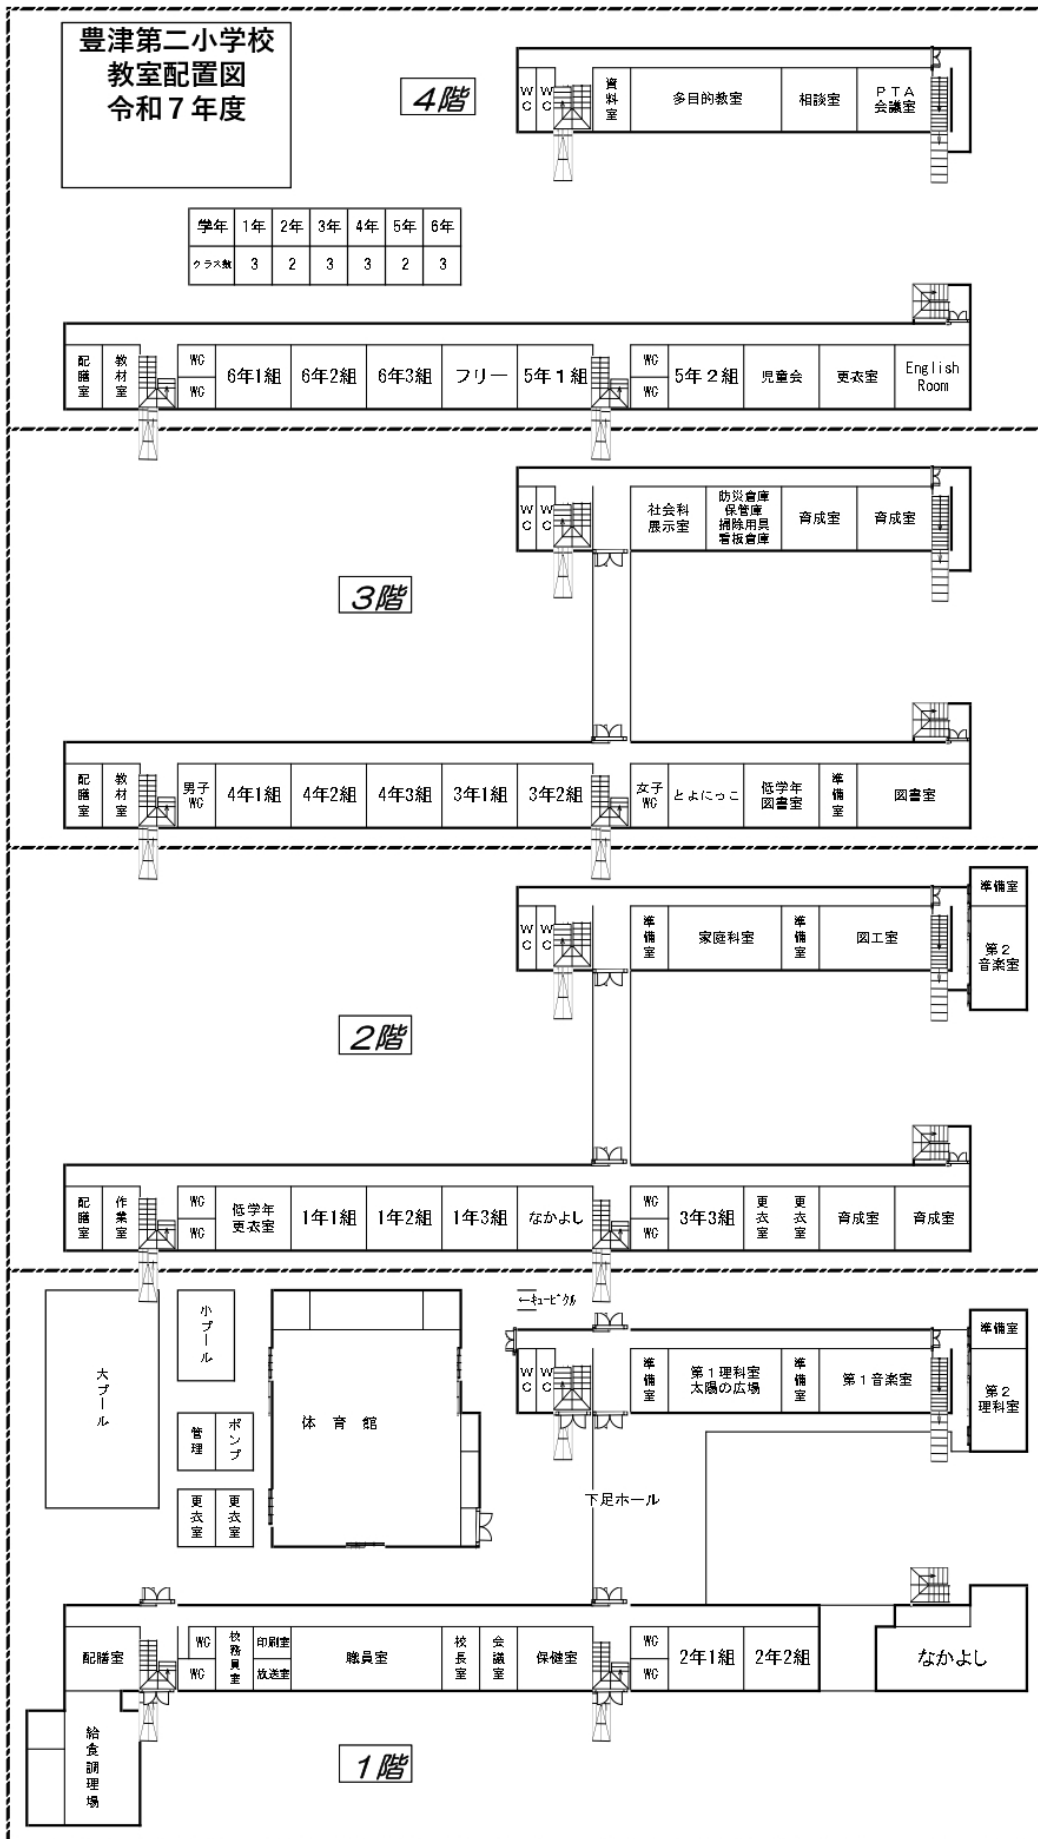 豊津第二小学校
教室配置図
令和７年度
4階
WC WC 資料室 多目的教室 相談室 ＰＴＡ
会議室
学年 1年 2年 3年 4年 5年 6年
クラス数 3 2 3 3 2 3
配膳室 教材室 WC 6年1組 6年2組 6年3組 フリー 5年１組 WC 5年２組 児童会 更衣室 English
Room
WC WC
3階
WC WC 社会科
展示室
防災倉庫
保管庫
掃除用具
看板倉庫
育成室 育成室
配膳室 教材室 男子
WC
4年1組 4年2組 4年3組 3年1組 3年2組 女子
WC
とよにっこ 低学年
図書室
準備室 図書室
2階
WC WC 準備室 家庭科室 準備室 図工室 準備室
第２
音楽室
配膳室 作業室 WC 低学年
更衣室
1年1組 1年2組 1年3組 なかよし WC 3年3組 更衣室 更衣室 育成室 育成室
WC WC
1階
大プール 小プール
管理 ポンプ
更衣室 更衣室
体育館
←キュービクル
WC WC 準備室 第１理科室
太陽の広場
準備室 第１音楽室 準備室
第２
理科室
下足ホール
配膳室 WC 校務員室 印刷室 職員室 校長室 会議室 保健室 WC 2年1組 2年2組 なかよし
WC 放送室 WC
給食調理場